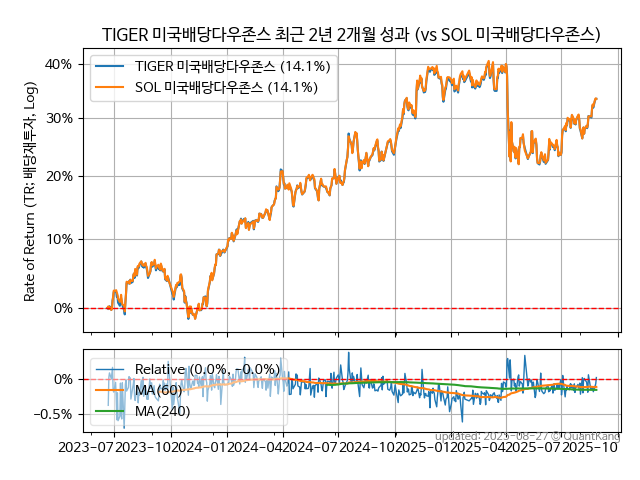 TIGER 미국배당다우존스 최근 2년 2개월 성과 (vs SOL 미국배당다우존스)
Rate of Return (TR: 배당재투자, Log)
40%
30%
20%
10%
0%
TIGER 미국배당다우존스 (14.1%)
SOL 미국배당다우존스 (14.1%)
0%
−0.5%
Relative (0.0%, -0.0%)
MA(60)
MA(240)
updated: 2025-08-27 © QuantKang
2023-07 2023-10 2024-01 2024-04 2024-07 2024-10 2025-01 2025-04 2025-07 2025-10